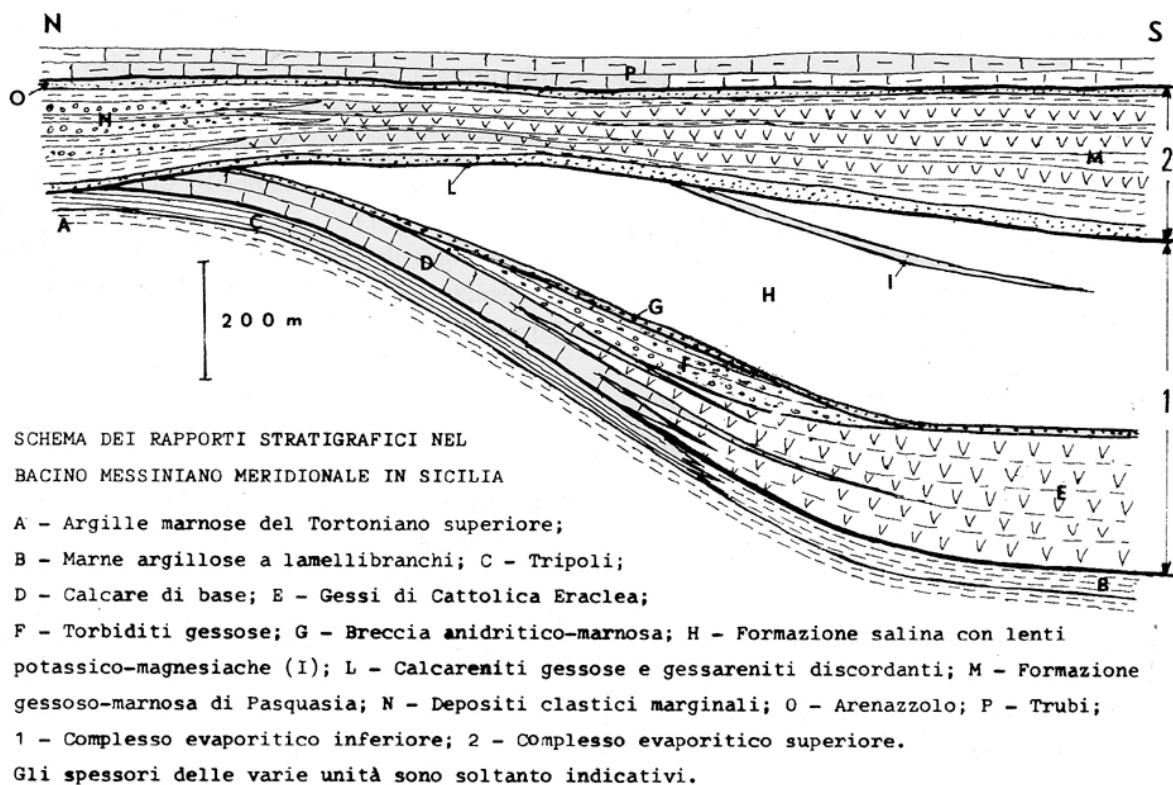 N S
P
O
N
M
2
L
A
C
D
I
H
G
200 m
F
1
E
B
SCHEMA DEI RAPPORTI STRATIGRAFICI NEL
BACINO MESSINIANO MERIDIONALE IN SICILIA
A - Argille marnose del Tortoniano superiore;
B - Marne argillose a lamellibranchi; C - Tripoli;
D - Calcare di base; E - Gessi di Cattolica Eraclea;
F - Torbiditi gessose; G - Breccia anidritico-marnosa; H - Formazione salina con lenti
potassico-magnesiache (I); L - Calcareniti gessose e gessareniti discordanti; M - Formazione
gessoso-marnosa di Pasquasia; N - Depositi clastici marginali; O - Arenazzolo; P - Trubi;
1 - Complesso evaporitico inferiore; 2 - Complesso evaporitico superiore.
Gli spessori delle varie unità sono soltanto indicativi.